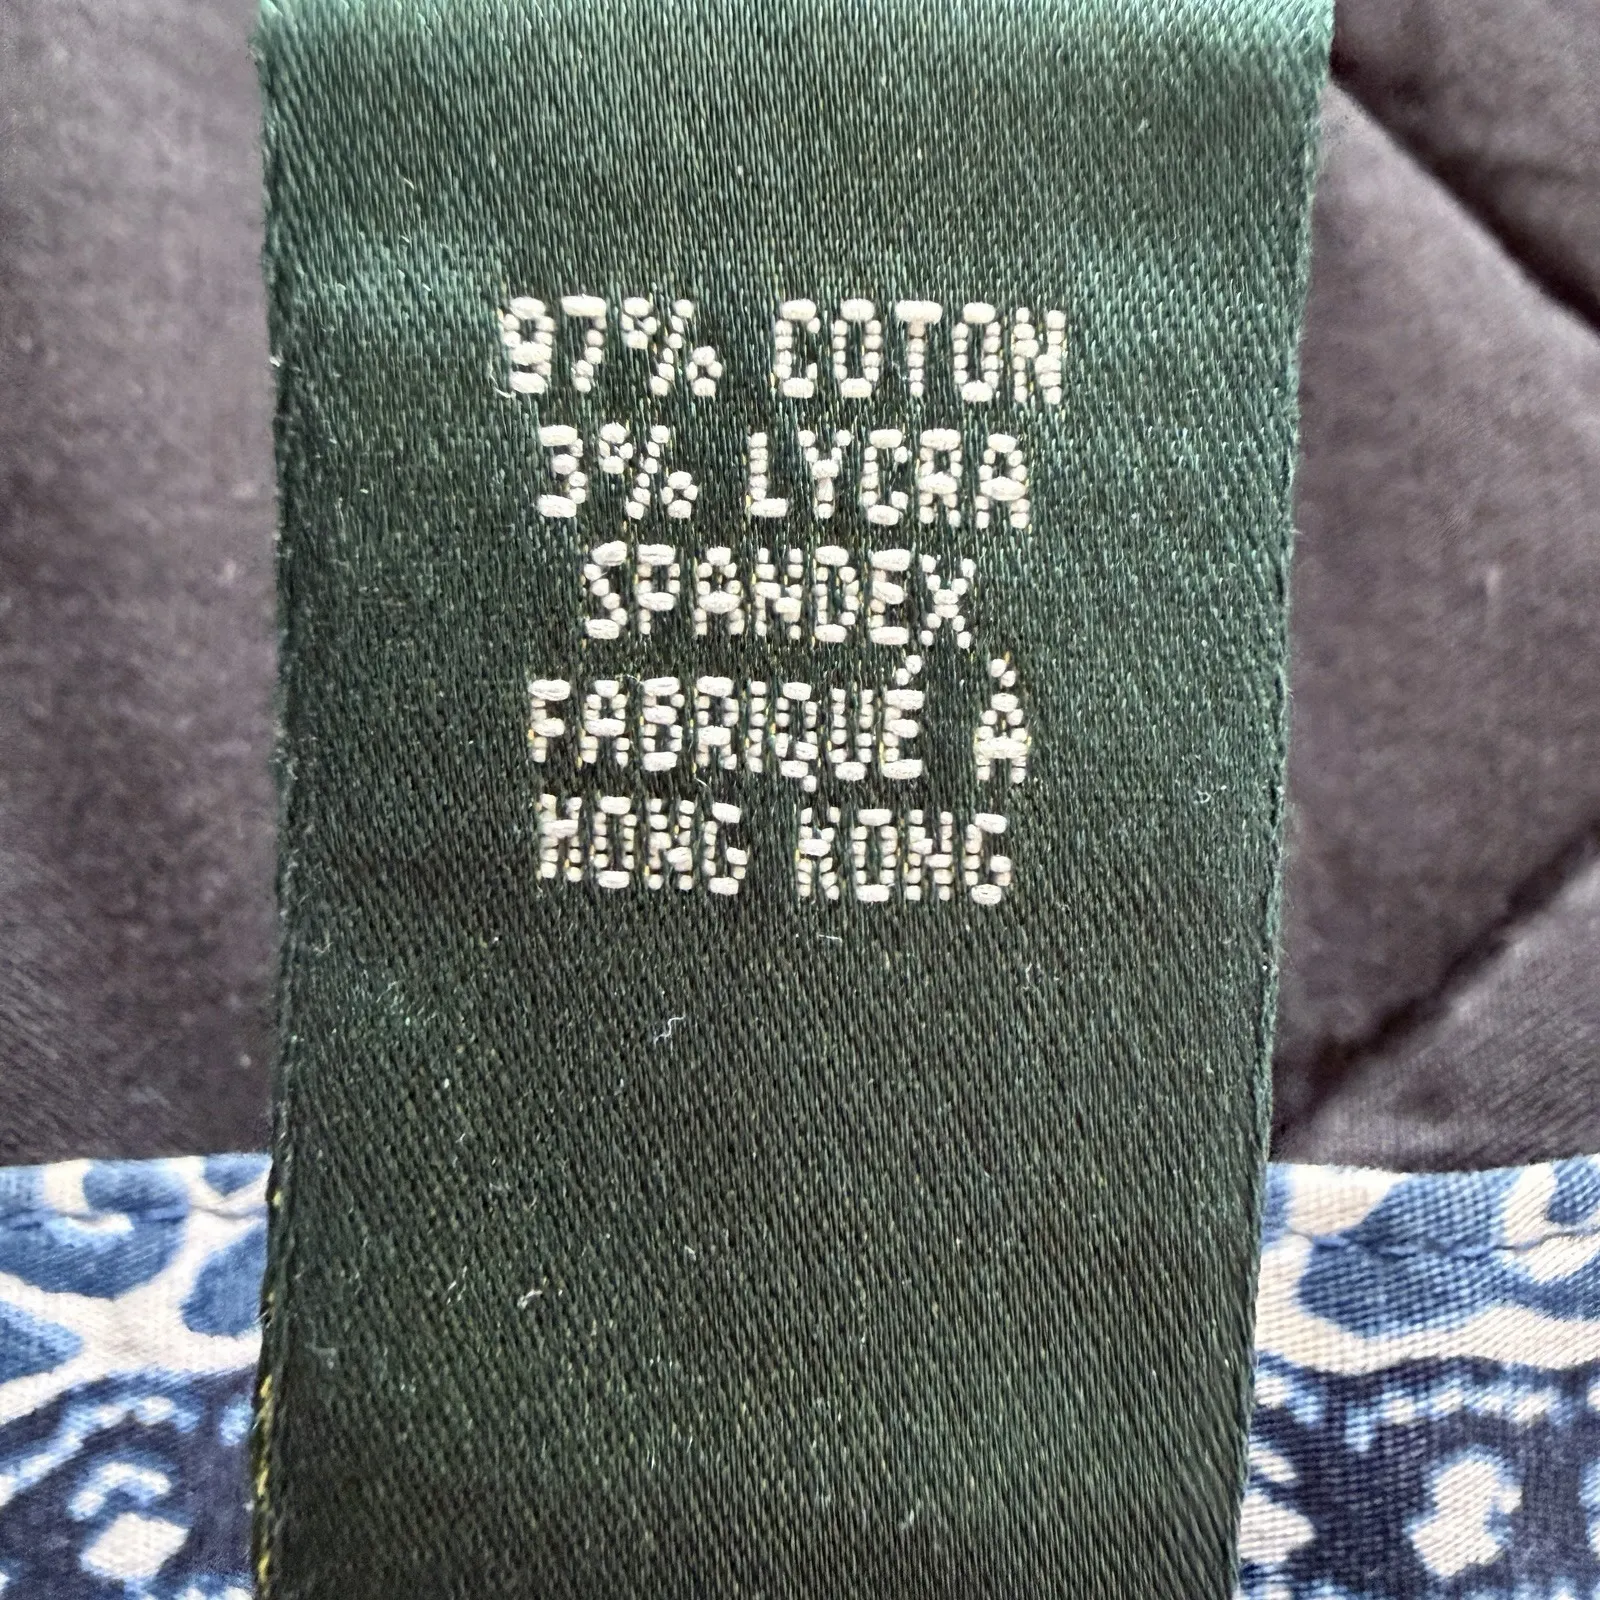 97% COTON
3% LYCRA
SPANDEX
FABRIQUÉ À
HONG KONG